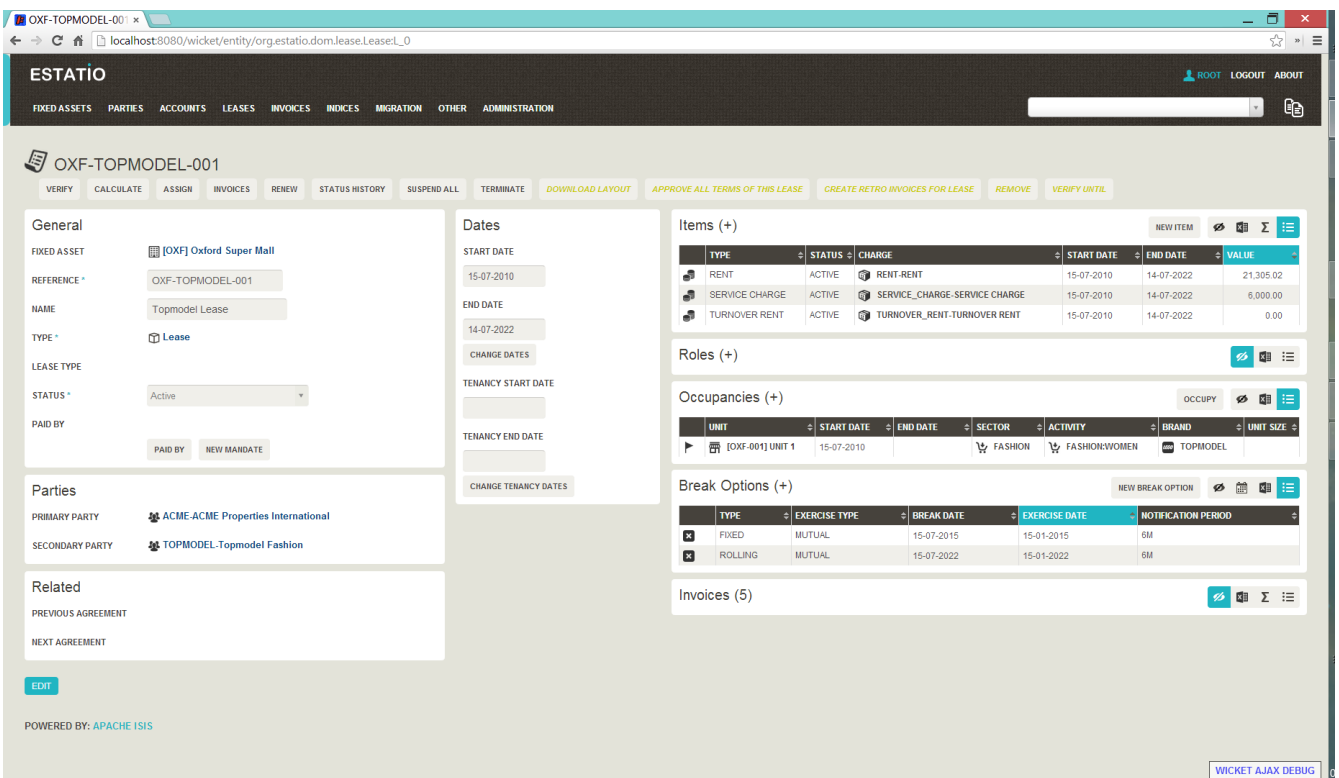 OXF-TOPMODEL-001 ×
localhost:8080/wicket/entity/org.estatio.dom.lease.Lease:L_0
ESTATIO
ROOT LOGOUT ABOUT
FIXED ASSETS PARTIES ACCOUNTS LEASES INVOICES INDICES MIGRATION OTHER ADMINISTRATION
OXF-TOPMODEL-001
VERIFY CALCULATE ASSIGN INVOICES RENEW STATUS HISTORY SUSPEND ALL TERMINATE DOWNLOAD LAYOUT APPROVE ALL TERMS OF THIS LEASE CREATE RETRO INVOICES FOR LEASE REMOVE VERIFY UNTIL
General
FIXED ASSET [OXF] Oxford Super Mall
REFERENCE * OXF-TOPMODEL-001
NAME Topmodel Lease
TYPE * Lease
LEASE TYPE
STATUS * Active
PAID BY
PAID BY NEW MANDATE
Parties
PRIMARY PARTY ACME-ACME Properties International
SECONDARY PARTY TOPMODEL-Topmodel Fashion
Related
PREVIOUS AGREEMENT
NEXT AGREEMENT
EDIT
POWERED BY: APACHE ISIS
Dates
START DATE
15-07-2010
END DATE
14-07-2022
CHANGE DATES
TENANCY START DATE
TENANCY END DATE
CHANGE TENANCY DATES
Items (+) NEW ITEM Σ
TYPE STATUS CHARGE START DATE END DATE VALUE
RENT ACTIVE RENT-RENT 15-07-2010 14-07-2022 21,305.02
SERVICE CHARGE ACTIVE SERVICE_CHARGE-SERVICE CHARGE 15-07-2010 14-07-2022 6,000.00
TURNOVER RENT ACTIVE TURNOVER_RENT-TURNOVER RENT 15-07-2010 14-07-2022 0.00
Roles (+)
Occupancies (+) OCCUPY
UNIT START DATE END DATE SECTOR ACTIVITY BRAND UNIT SIZE
[OXF-001] UNIT 1 15-07-2010 FASHION FASHION:WOMEN TOPMODEL
Break Options (+) NEW BREAK OPTION
TYPE EXERCISE TYPE BREAK DATE EXERCISE DATE NOTIFICATION PERIOD
FIXED MUTUAL 15-07-2015 15-01-2015 6M
ROLLING MUTUAL 15-07-2022 15-01-2022 6M
Invoices (5) Σ
WICKET AJAX DEBUG